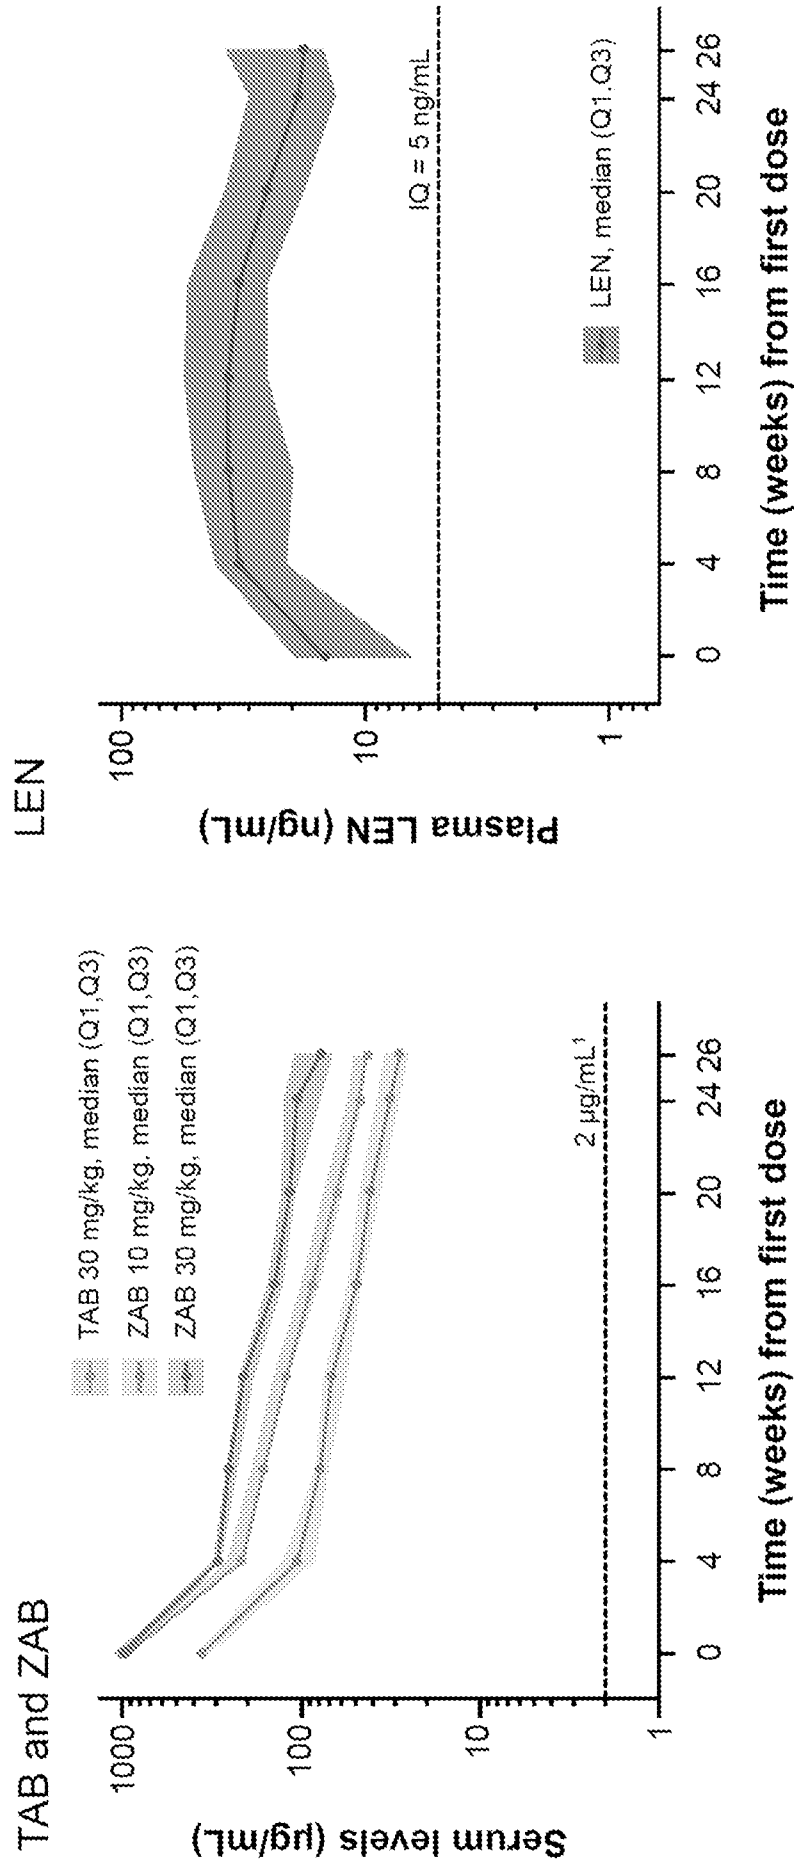 TAB and ZAB
TAB 30 mg/kg, median (Q1,Q3)
ZAB 10 mg/kg, median (Q1,Q3)
ZAB 30 mg/kg, median (Q1,Q3)
Serum levels (µg/mL)
1000
100
10
1
2 µg/mL¹
0 4 8 12 16 20 24 26
Time (weeks) from first dose
LEN
Plasma LEN (ng/mL)
100
10
1
IQ = 5 ng/mL
LEN, median (Q1,Q3)
0 4 8 12 16 20 24 26
Time (weeks) from first dose